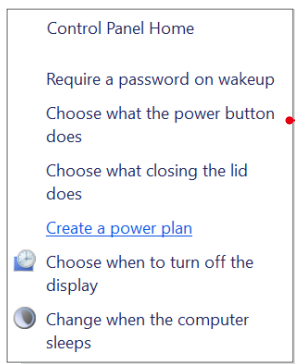 Control Panel Home
Require a password on wakeup
Choose what the power button
does
Choose what closing the lid
does
Create a power plan
Choose when to turn off the
display
Change when the computer
sleeps